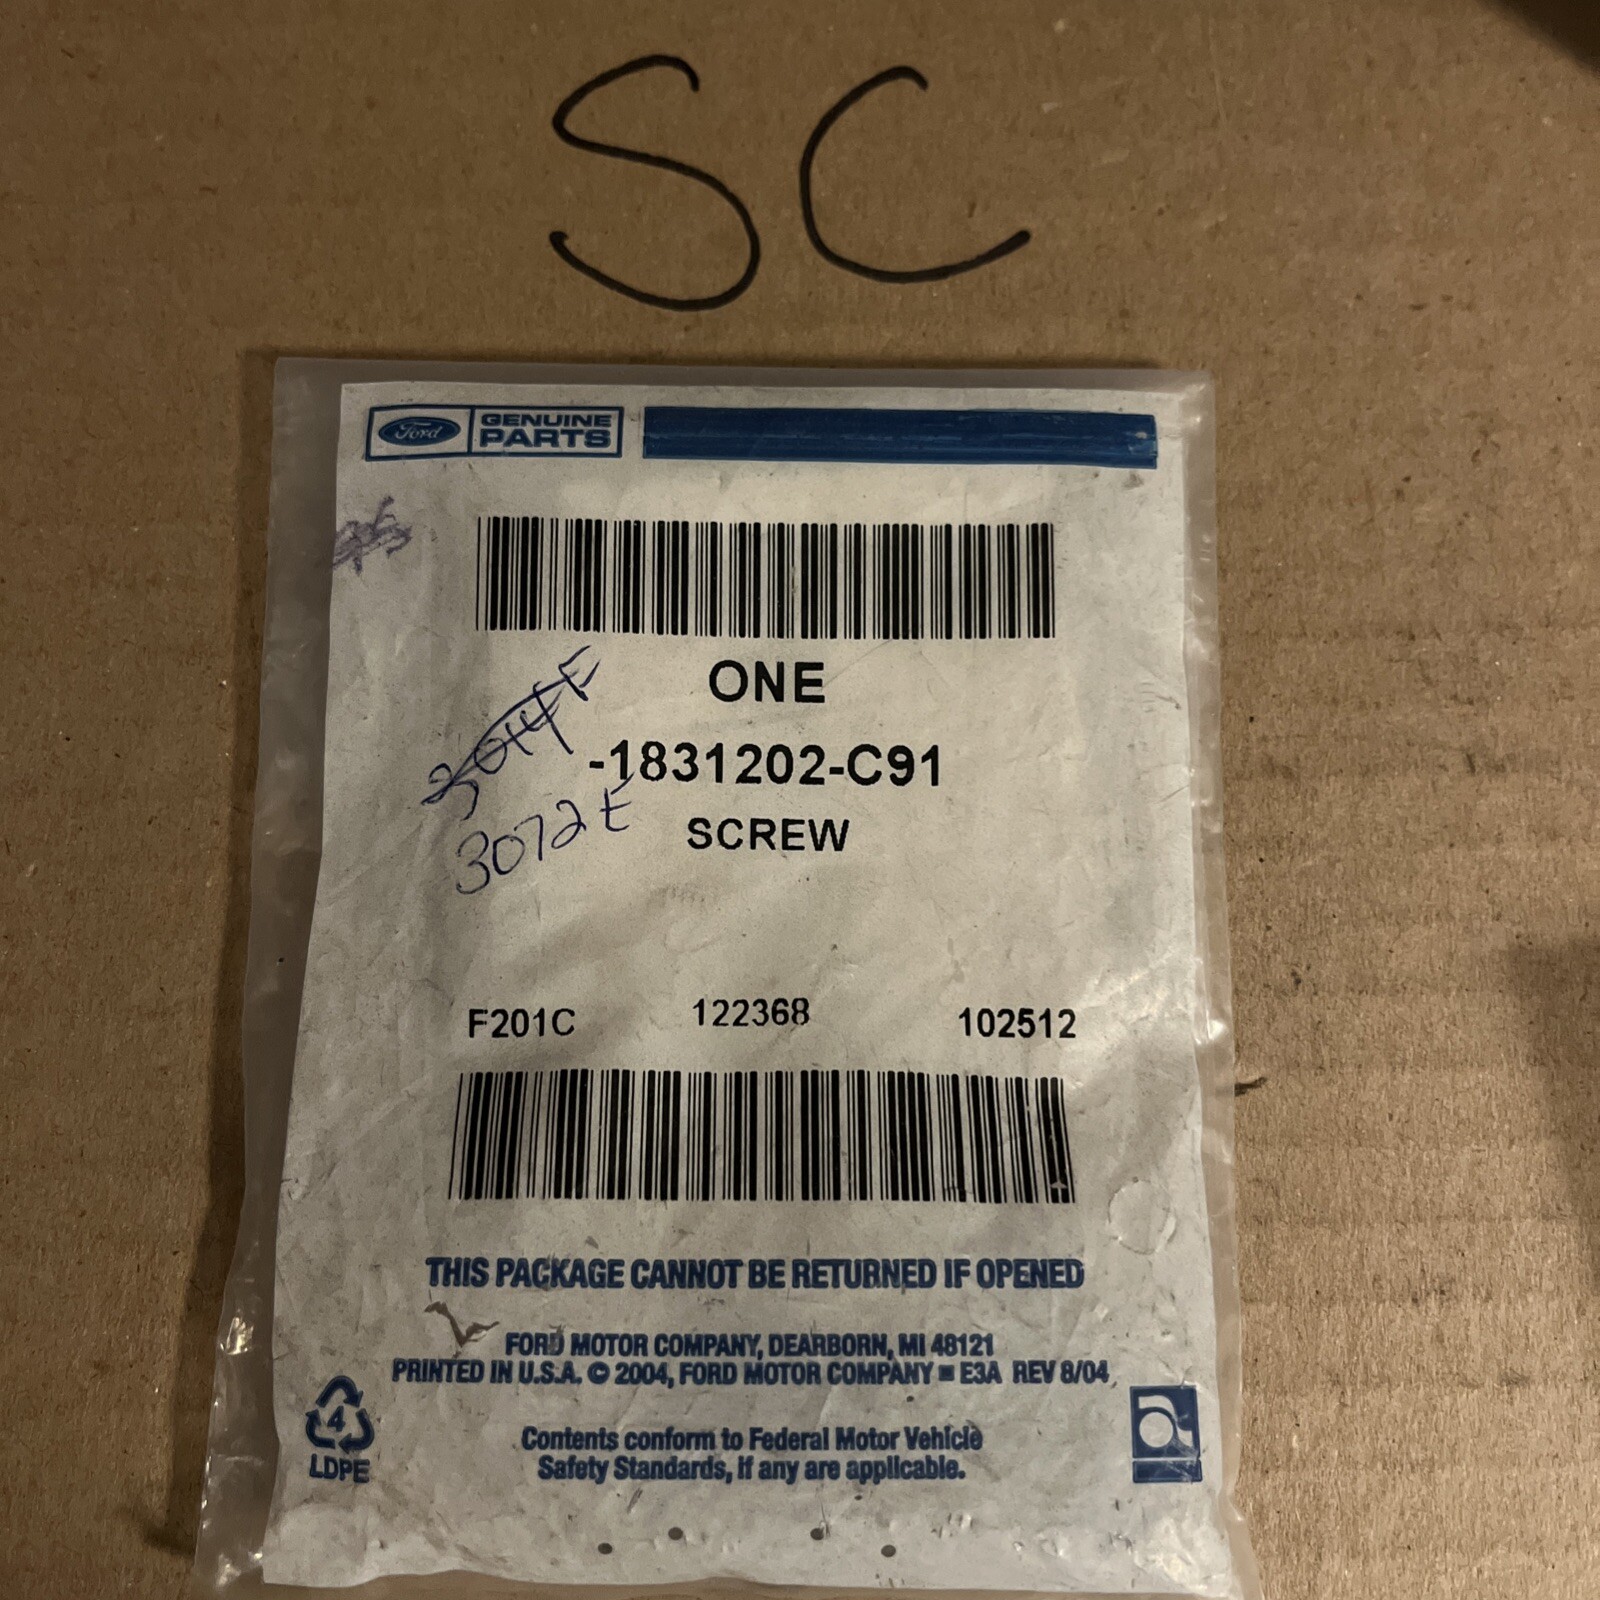 SC
Ford GENUINE PARTS
ONE
-1831202-C91
3072E
SCREW
F201C 122368 102512
THIS PACKAGE CANNOT BE RETURNED IF OPENED
FORD MOTOR COMPANY, DEARBORN, MI 48121
PRINTED IN U.S.A. © 2004, FORD MOTOR COMPANY ■ E3A REV 8/04
Contents conform to Federal Motor Vehicle
Safety Standards, if any are applicable.
4
LDPE